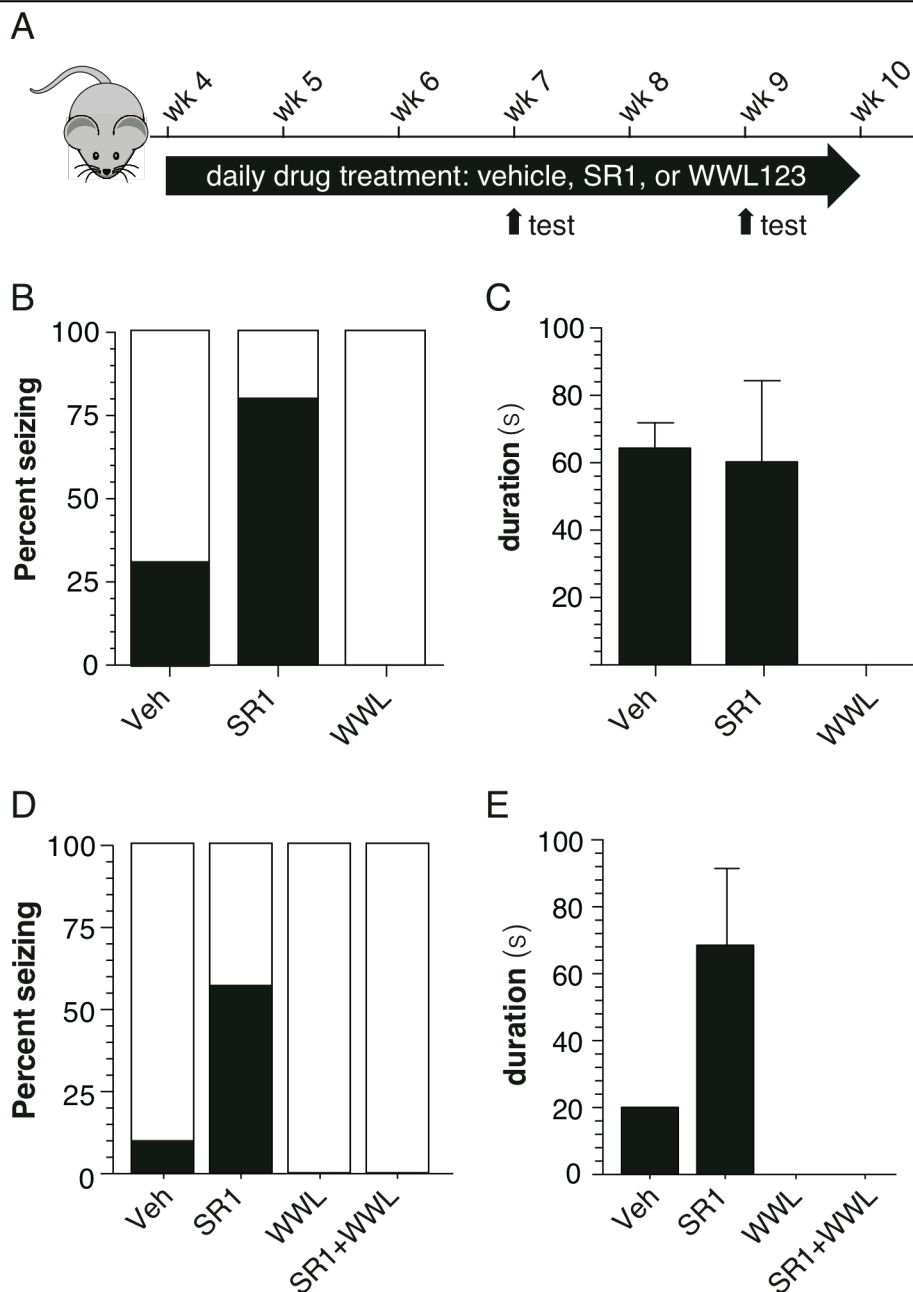 A
wk 4
wk 5
wk 6
wk 7
wk 8
wk 9
wk 10
daily drug treatment: vehicle, SR1, or WWL123
test
test
B
Percent seizing
100
75
50
25
0
Veh
SR1
WWL
C
duration (s)
100
80
60
40
20
Veh
SR1
WWL
D
Percent seizing
100
75
50
25
0
Veh
SR1
WWL
SR1+WWL
E
duration (s)
100
80
60
40
20
0
Veh
SR1
WWL
SR1+WWL